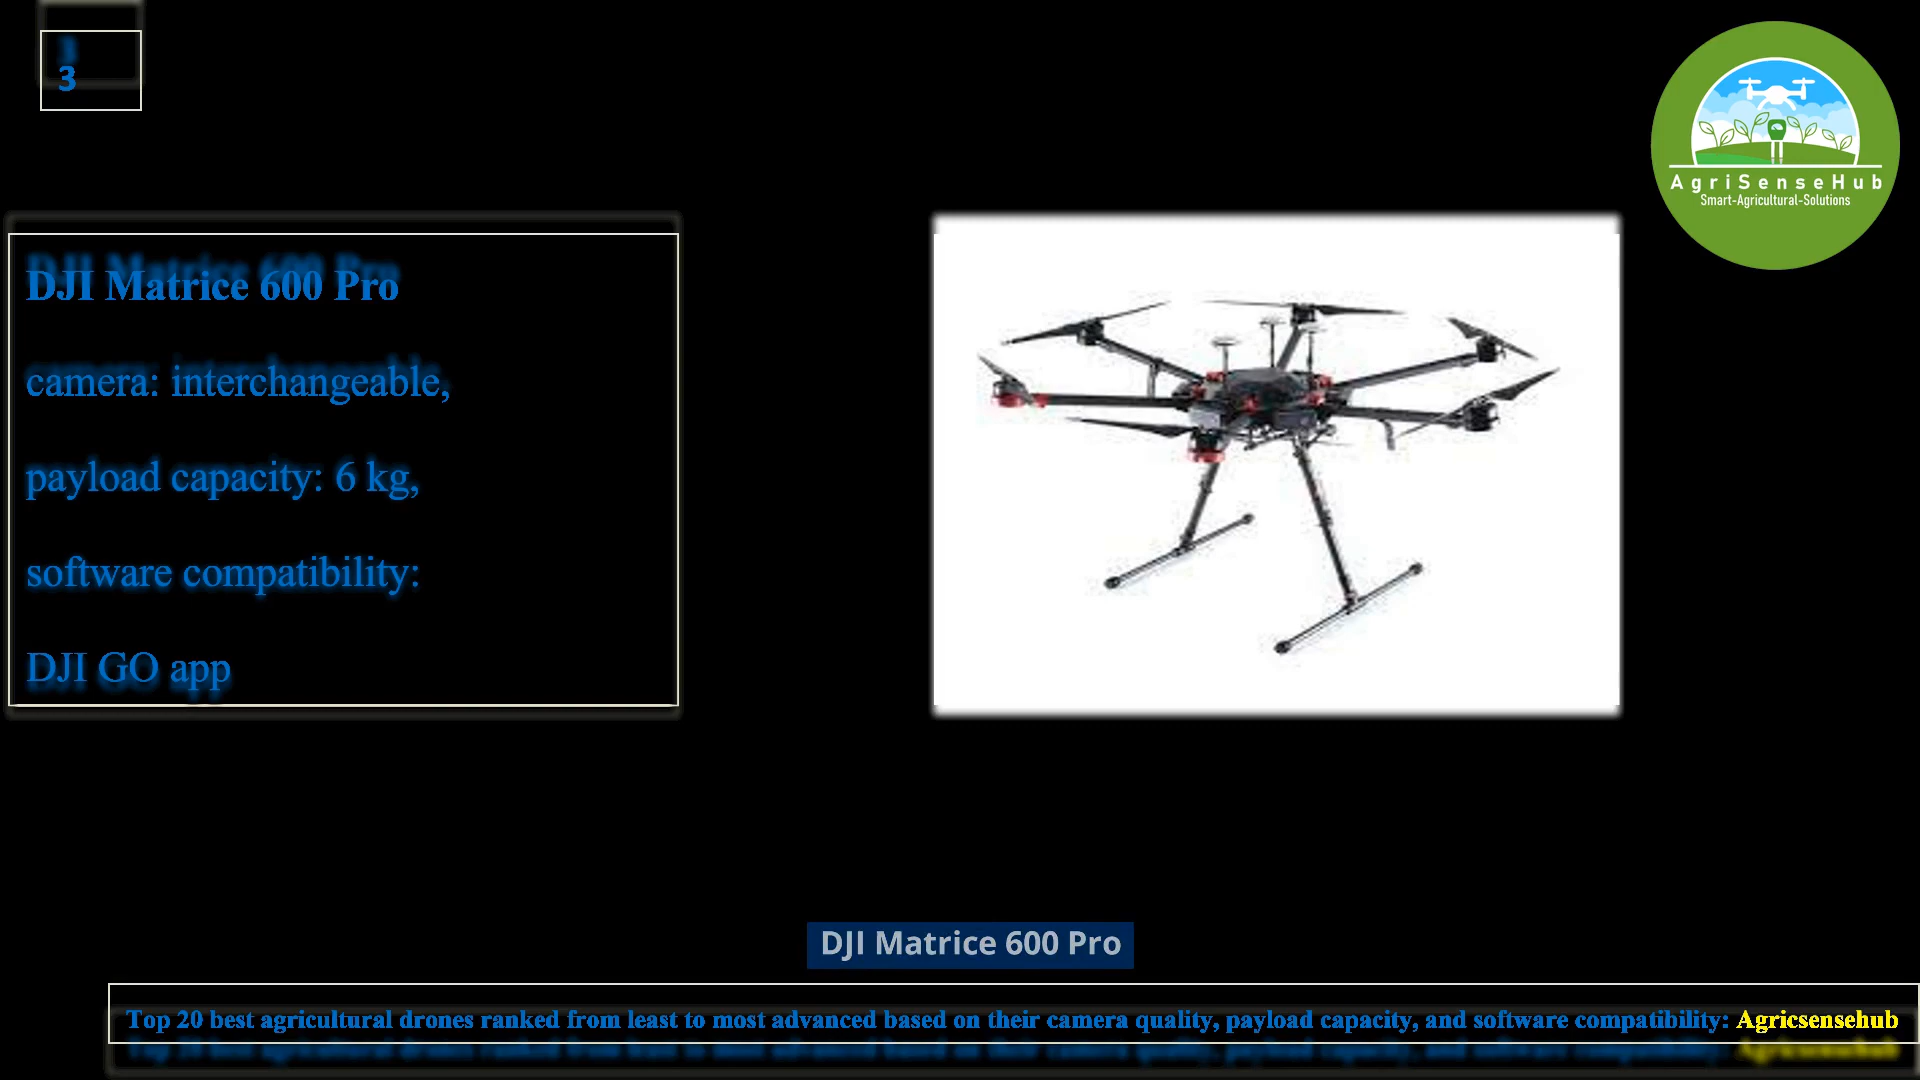 3
AgriSenseHub
Smart-Agricultural-Solutions
DJI Matrice 600 Pro
camera: interchangeable,
payload capacity: 6 kg,
software compatibility:
DJI GO app
DJI Matrice 600 Pro
Top 20 best agricultural drones ranked from least to most advanced based on their camera quality, payload capacity, and software compatibility: Agricsensehub